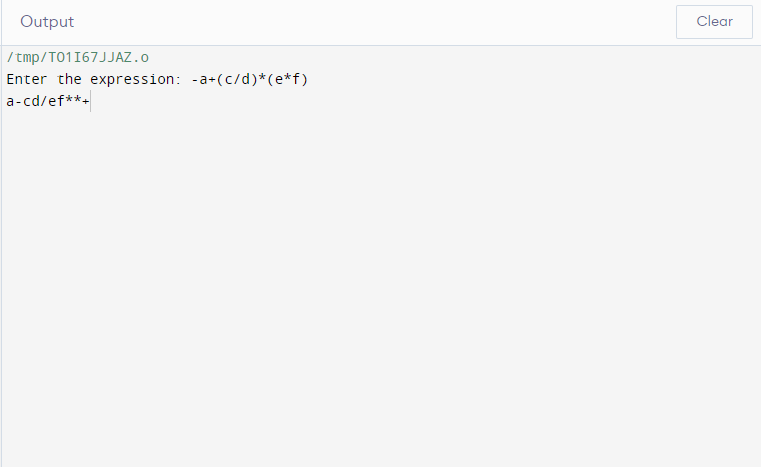 Output
Clear
/tmp/TO1I67JJAZ.o
Enter the expression: -a+(c/d)*(e*f)
a-cd/ef**+